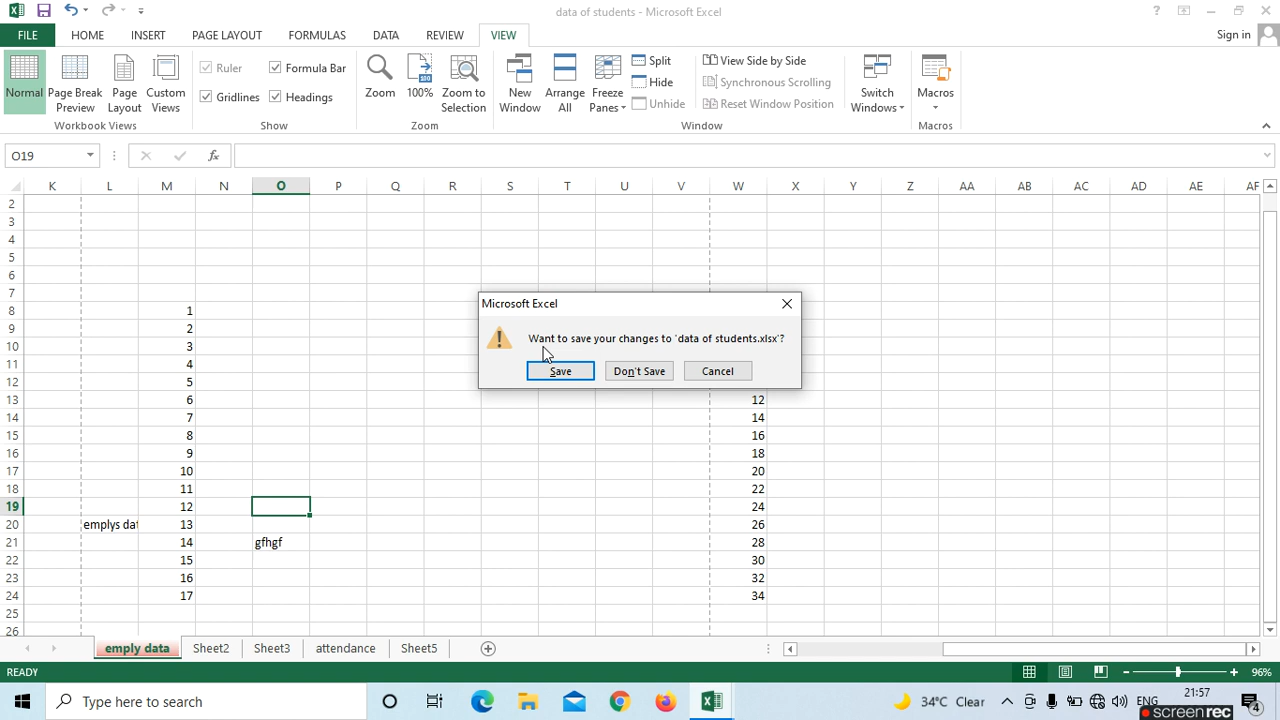 data of students - Microsoft Excel
?
FILE HOME INSERT PAGE LAYOUT FORMULAS DATA REVIEW VIEW Sign in
Normal Page Break Preview Page Layout Custom Views
Workbook Views
Ruler Formula Bar
Gridlines Headings
Show
Zoom 100% Zoom to Selection
Zoom
New Window Arrange All Freeze Panes
Split
Hide
Unhide
View Side by Side
Synchronous Scrolling
Reset Window Position
Switch Windows
Window
Macros
Macros
O19 fx
K L M N O P Q R S T U V W X Y Z AA AB AC AD AE AF
2
3
4
5
6
7
8 1
9 2
10 3
11 4
12 5
13 6 12
14 7 14
15 8 16
16 9 18
17 10 20
18 11 22
19 12 24
20 emplys dat 13 26
21 14 gfhgf 28
22 15 30
23 16 32
24 17 34
25
26
Microsoft Excel
Want to save your changes to 'data of students.xlsx'?
Save Don't Save Cancel
emply data Sheet2 Sheet3 attendance Sheet5
READY 96%
Type here to search
34°C Clear
ENG
21:57
screenrec
4